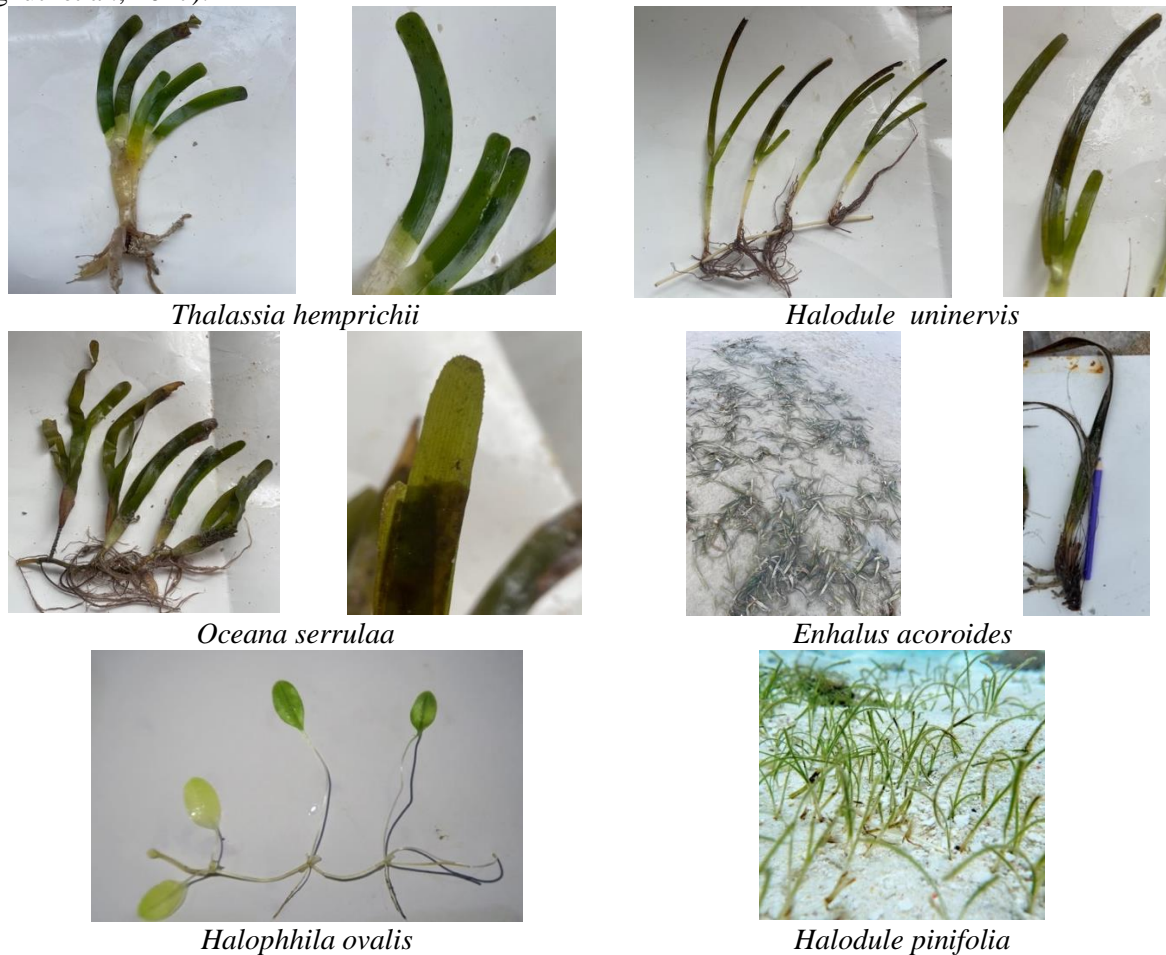 Thalassia hemprichii
Halodule uninervis
Oceana serrulaa
Enhalus acoroides
Halophhila ovalis
Halodule pinifolia